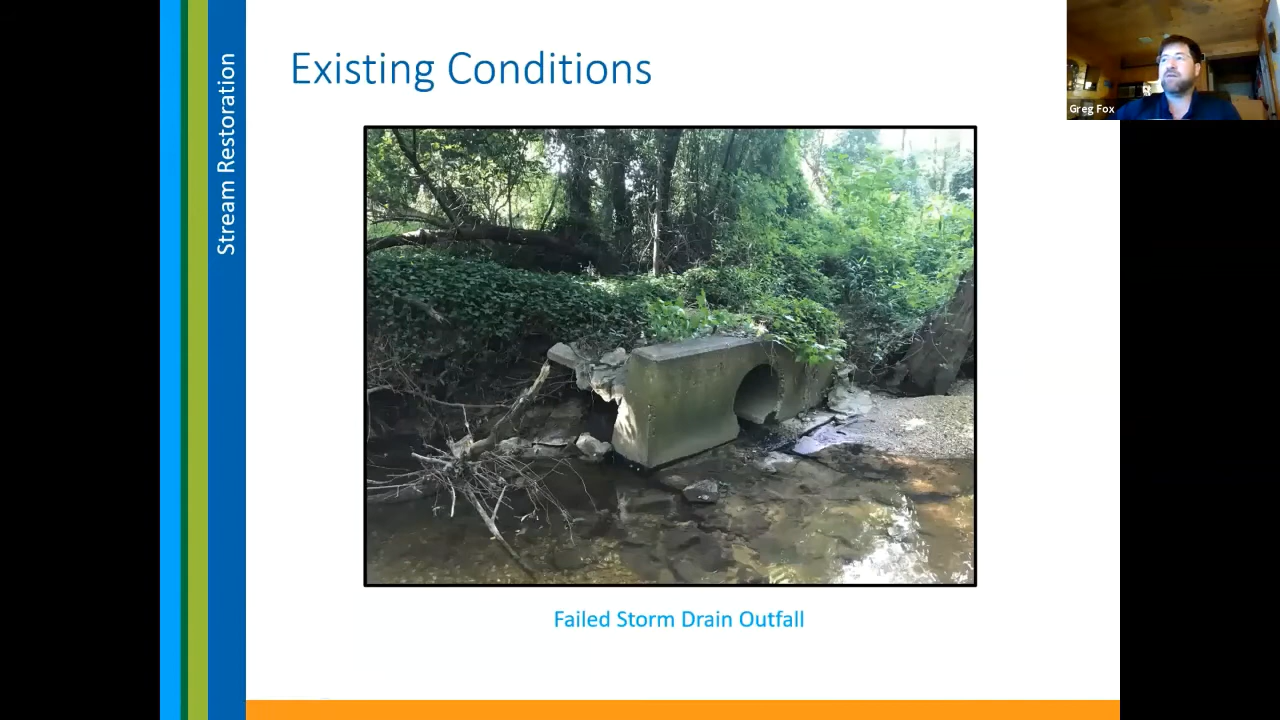 Stream Restoration
Existing Conditions
Greg Fox
Failed Storm Drain Outfall